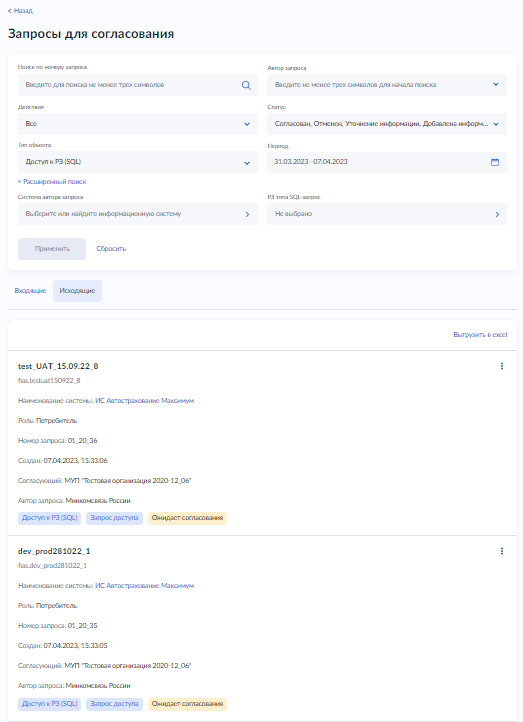 Назад
Запросы для согласования
Поиск по номеру запроса
Введите для поиска не менее трех символов
Автор запроса
Введите не менее трех символов для начала поиска
Действия
Все
Статус
Согласован, Отменен, Уточнение информации, Добавлена информ...
Тип объекта
Доступ к РЗ (SQL)
Период
31.03.2023 - 07.04.2023
Расширенный поиск
Система автора запроса
Выберите или найдите информационную систему
РЗ типа SQL-запрос
Не выбрано
Применить
Сбросить
Входящие
Исходящие
Выгрузить в excel
test_UAT_15.09.22_8
fias.testuat150922_8
Наименование системы: ИС Автострахование Максимум
Роль: Потребитель
Номер запроса: 01_20_36
Создан: 07.04.2023, 15:33:06
Согласующий: МУП "Тестовая организация 2020-12_06"
Автор запроса: Минкомсвязь России
Доступ к РЗ (SQL) Запрос доступа Ожидает согласования
dev_prod281022_1
fias.dev_prod281022_1
Наименование системы: ИС Автострахование Максимум
Роль: Потребитель
Номер запроса: 01_20_35
Создан: 07.04.2023, 15:33:05
Согласующий: МУП "Тестовая организация 2020-12_06"
Автор запроса: Минкомсвязь России
Доступ к РЗ (SQL) Запрос доступа Ожидает согласования